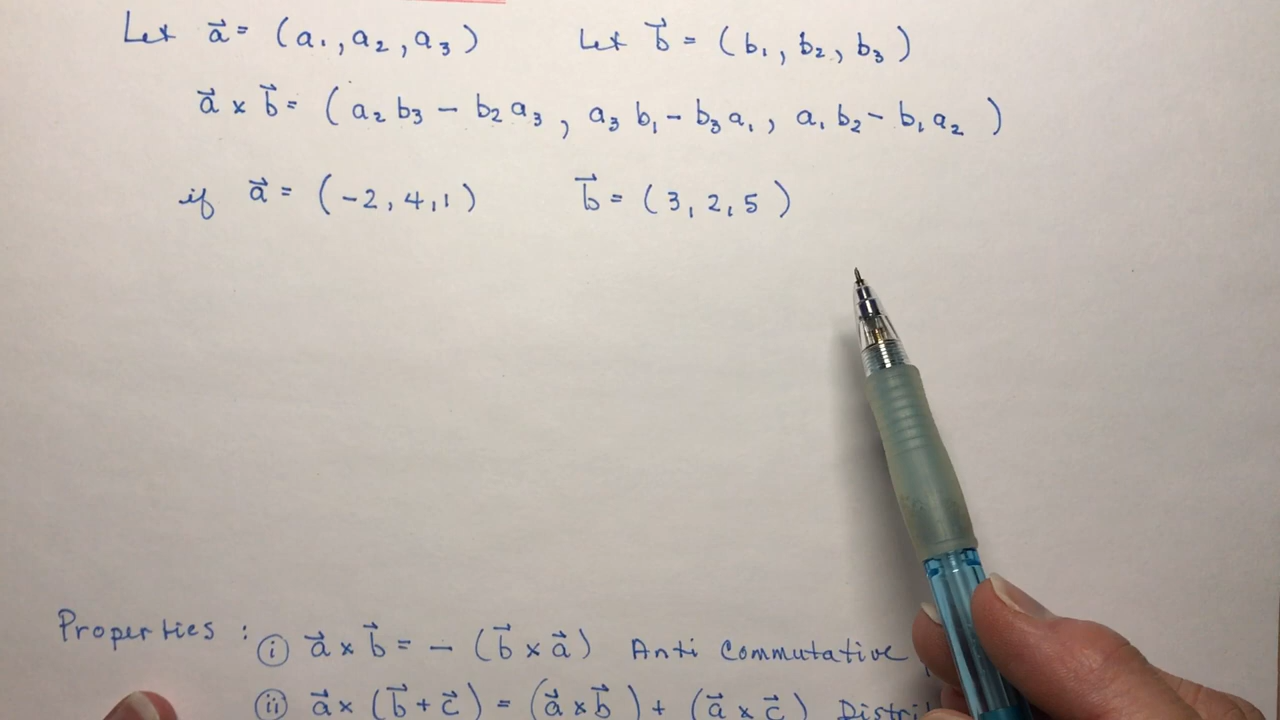 Let a⃗ = (a₁, a₂, a₃) Let b⃗ = (b₁, b₂, b₃)
a⃗ × b⃗ = (a₂b₃ − b₂a₃, a₃b₁ − b₃a₁, a₁b₂ − b₁a₂)
if a⃗ = (-2, 4, 1) b⃗ = (3, 2, 5)
Properties : (i) a⃗ × b⃗ = − (b⃗ × a⃗) Anti Commutative
(ii) a⃗ × (b⃗ + c⃗) = (a⃗ × b⃗) + (a⃗ × c⃗)